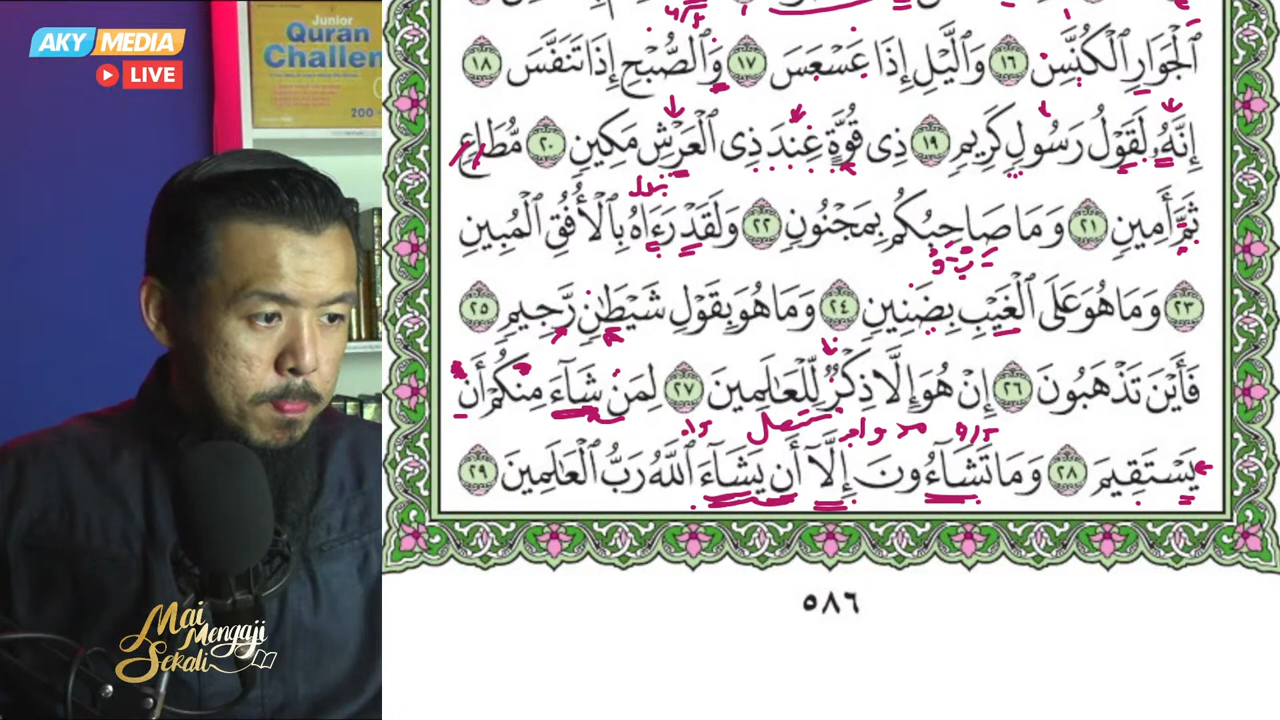 AKY MEDIA
LIVE
Junior
Quran
Challen
200
Mai
Mengaji
Sekali
ٱلْجَوَارِ ٱلْكُنَّسِ ١٦ وَٱلَّيْلِ إِذَا عَسْعَسَ ١٧ وَٱلصُّبْحِ إِذَا تَنَفَّسَ ١٨
إِنَّهُۥ لَقَوْلُ رَسُولٍ كَرِيمٍ ١٩ ذِى قُوَّةٍ عِندَ ذِى ٱلْعَرْشِ مَكِينٍ ٢٠ مُّطَاعٍ
ثَمَّ أَمِينٍ ٢١ وَمَا صَاحِبُكُم بِمَجْنُونٍ ٢٢ وَلَقَدْ رَءَاهُ بِٱلْأُفُقِ ٱلْمُبِينِ
٢٣ وَمَا هُوَ عَلَى ٱلْغَيْبِ بِضَنِينٍ ٢٤ وَمَا هُوَ بِقَوْلِ شَيْطَٰنٍ رَّجِيمٍ ٢٥
فَأَيْنَ تَذْهَبُونَ ٢٦ إِنْ هُوَ إِلَّا ذِكْرٌ لِّلْعَٰلَمِينَ ٢٧ لِمَن شَآءَ مِنكُمْ أَن
يَسْتَقِيمَ ٢٨ وَمَا تَشَآءُونَ إِلَّآ أَن يَشَآءَ ٱللَّهُ رَبُّ ٱلْعَٰلَمِينَ ٢٩
٥٨٦